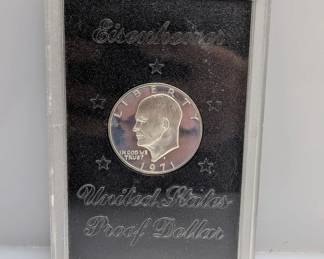 Eisenhower
LIBERTY
IN GOD WE
TRUST
1971
United States
Proof Dollar